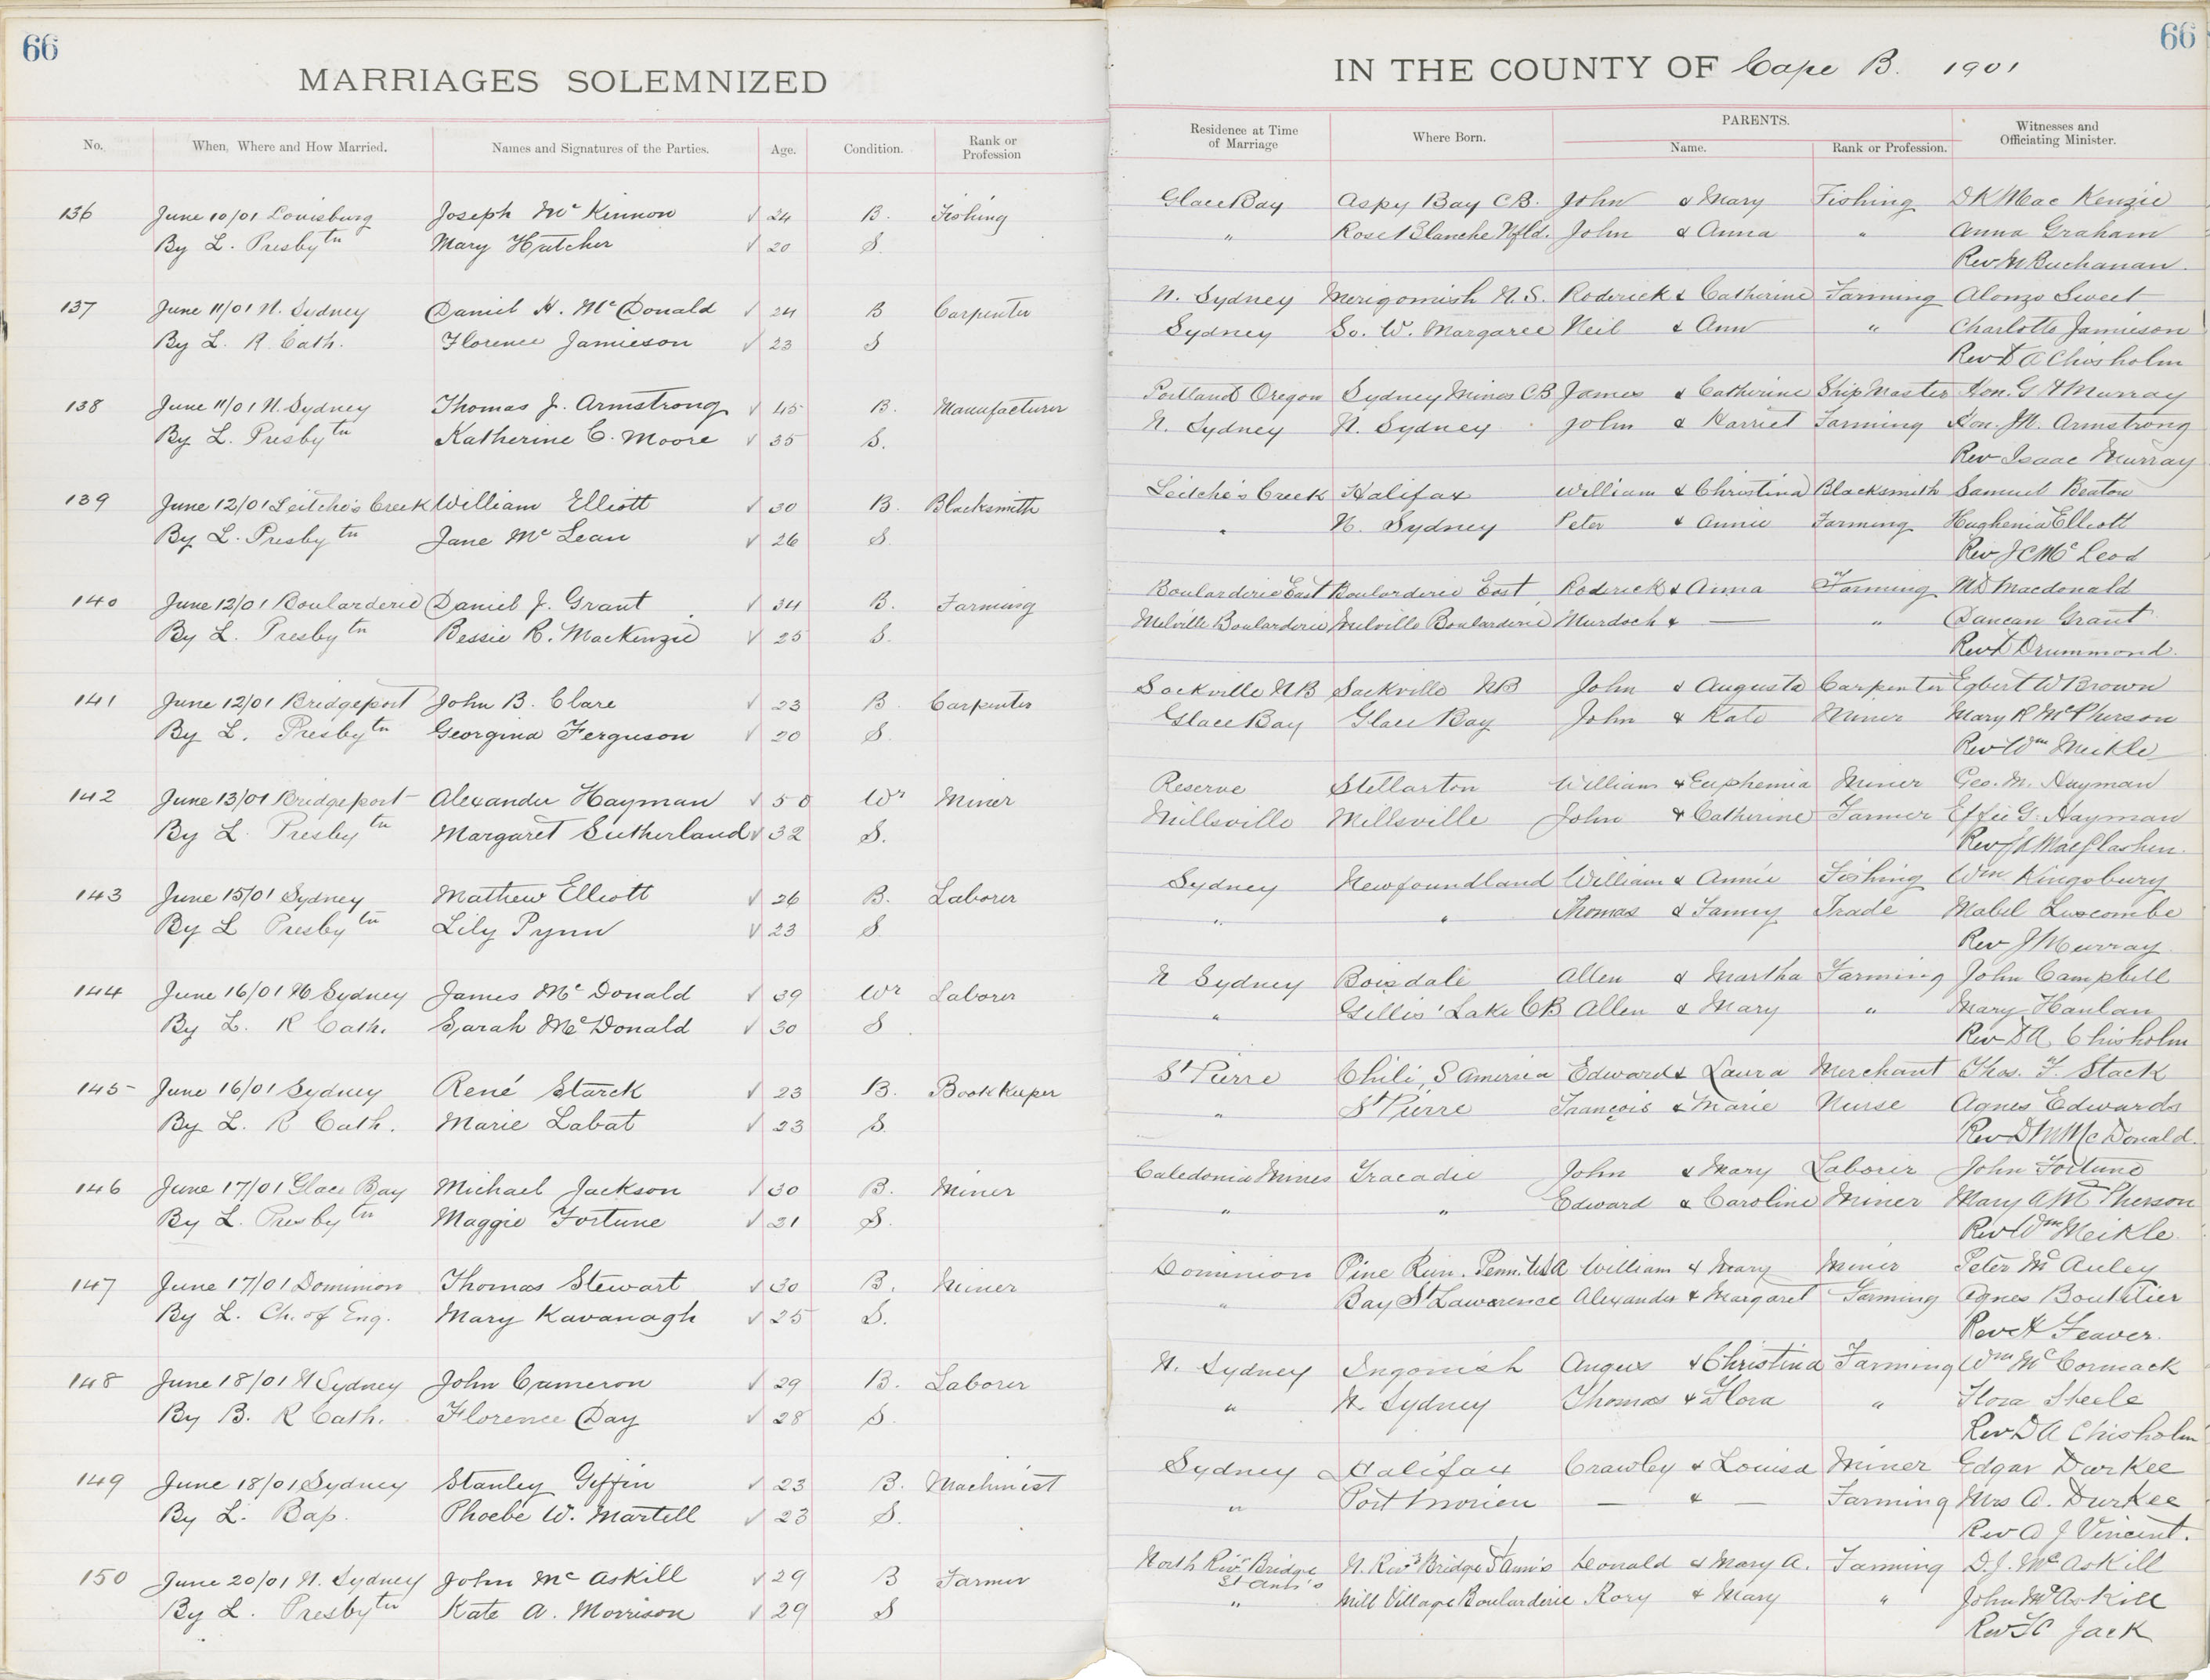 66
MARRIAGES SOLEMNIZED
No. When, Where and How Married. Names and Signatures of the Parties. Age. Condition. Rank or Profession
136 June 10/01 Louisburg Joseph McKinnon √ 24 B. Fishing
By L. Presbytn Mary Hatcher √ 20 S.
137 June 11/01 N. Sydney Daniel H. McDonald √ 24 B Carpenter
By L. R. Cath. Florence Jamieson √ 23 S
138 June 11/01 N. Sydney Thomas J. Armstrong √ 45 B. Manufacturer
By L. Presbytn Katherine C. Moore √ 35 S.
139 June 12/01 Leitche's Creek William Elliott √ 30 B. Blacksmith
By L. Presbytn Jane McLean √ 26 S
140 June 12/01 Boularderie Daniel J. Grant √ 34 B. Farming
By L. Presbytn Bessie R. MacKenzie √ 25 S.
141 June 12/01 Bridgeport John B. Clare √ 23 B Carpenter
By L. Presbytn Georgina Ferguson √ 20 S.
142 June 13/01 Bridgeport Alexander Hayman √ 50 Wr Miner
By L Presbytn Margaret Sutherland √ 32 S.
143 June 15/01 Sydney Mathew Elliott √ 26 B. Laborer
By L Presbytn Lily Pynn √ 23 S
144 June 16/01 N Sydney James McDonald √ 39 Wr Laborer
By L. R Cath. Sarah McDonald √ 30 S
145 June 16/01 Sydney René Starck √ 23 B. Book Keeper
By L. R Cath. Marie Labat √ 23 S.
146 June 17/01 Glace Bay Michael Jackson √ 30 B. Miner
By L. Presbytn Maggie Fortune √ 21 S.
147 June 17/01 Dominion Thomas Stewart √ 30 B. Miner
By L. Ch. of Eng. Mary Kavanagh √ 25 S.
148 June 18/01 N Sydney John Cameron √ 29 B. Laborer
By B. R Cath. Florence Day √ 28 S
149 June 18/01 Sydney Stanley Giffin √ 23 B. Machinist
By L. Bap. Phoebe W. Martell √ 23 S.
150 June 20/01 N. Sydney John McAskill √ 29 B Farmer
By L. Presbytn Kate A. Morrison √ 29 S
66
IN THE COUNTY OF Cape B. 1901
Residence at Time of Marriage Where Born. PARENTS. Name. Rank or Profession. Witnesses and Officiating Minister.
Glace Bay Aspy Bay CB. John & Mary Fishing D K MacKenzie
" Rose Blanche Nfld. John & Anna " Anna Graham
Rev M Buchanan.
N. Sydney Merigomish N.S. Roderick & Catherine Farming Alonzo Sweet
Sydney So. W. Margaree Neil & Ann " Charlotte Jamieson
Rev D A Chisholm
Portland Oregon Sydney Mines CB James & Catherine Ship Master Hon. G H Murray
N. Sydney N. Sydney John & Harriet Farming Hon. J N. Armstrong
Rev Isaac Murray
Leitche's Creek Halifax William & Christina Blacksmith Samuel Beaton
" N. Sydney Peter & Annie Farming Hughenia Elliott
Rev J C McLeod
Boularderie East Boularderie East Roderick & Anna Farming M D Macdonald
Melville Boularderie Melville Boularderie Murdoch & — " Duncan Grant
Rev D Drummond.
Sackville NB Sackville NB John & Augusta Carpenter Egbert W Brown
Glace Bay Glace Bay John & Kate Miner Mary R McPherson
Rev Wm Meikle
Reserve Stellarton William & Euphemia Miner Geo. M. Hayman
Millsville Millsville John & Catherine Farmer Effie G. Hayman
Rev J A MacGlashen.
Sydney Newfoundland William & Annie Fishing Wm Kingsbury
" " Thomas & Fanny Trade Mabel Luscombe
Rev J Murray
N Sydney Boisdale Allen & Martha Farming John Campbell
" Gillis' Lake CB Allen & Mary " Mary Hanlan
Rev D A Chisholm
St Pierre Chili, S America Edward & Laura Merchant Thos. F. Stack
" St Pierre François & Marie Nurse Agnes Edwards
Rev D M McDonald.
Caledonia Mines Tracadie John & Mary Laborer John Fortune
" " Edward & Caroline Miner Mary A McPherson
Rev Wm Meikle
Dominion Pine Run. Penn. USA William & Mary Miner Peter McAuley
" Bay St Lawrence Alexander & Margaret Farming Agnes Boutilier
Rev H Feaver.
N. Sydney Ingonish Angus & Christina Farming Wm McCormack
" N. Sydney Thomas & Flora " Flora Steele
Rev D A Chisholm
Sydney Halifax Crawley & Louisa Miner Edgar Durkee
" Port Morien — & — Farming Mrs A. Durkee
Rev A J Vincent.
North River Bridge St Ann's N. River Bridge St Ann's Donald & Mary A. Farming D. J. McAskill
" Mill Village Boularderie Rory & Mary " John McAskill
Rev T C Jack